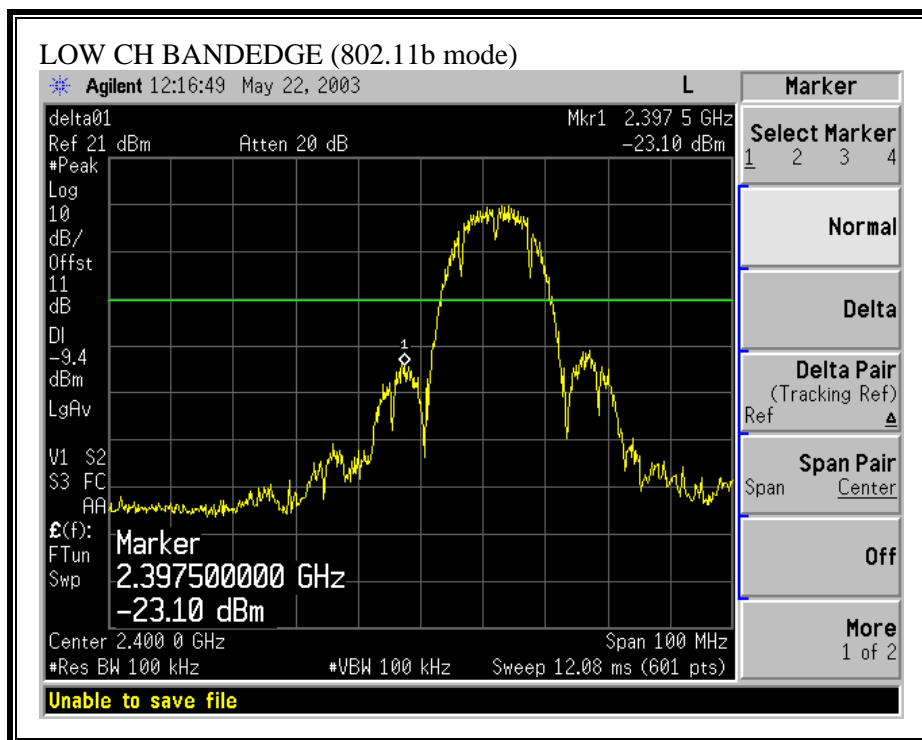 LOW CH BANDEDGE (802.11b mode)
Agilent 12:16:49 May 22, 2003 L Marker
delta01 Mkr1 2.397 5 GHz
Ref 21 dBm Atten 20 dB -23.10 dBm
#Peak
Log
10
dB/
Offst
11
dB
DI
-9.4
dBm
LgAv
V1 S2
S3 FC
AA
£(f):
FTun
Swp
1
Marker
2.397500000 GHz
-23.10 dBm
Center 2.400 0 GHz Span 100 MHz
#Res BW 100 kHz #VBW 100 kHz Sweep 12.08 ms (601 pts)
Unable to save file
Select Marker
1 2 3 4
Normal
Delta
Delta Pair
(Tracking Ref)
Ref Δ
Span Pair
Span Center
Off
More
1 of 2